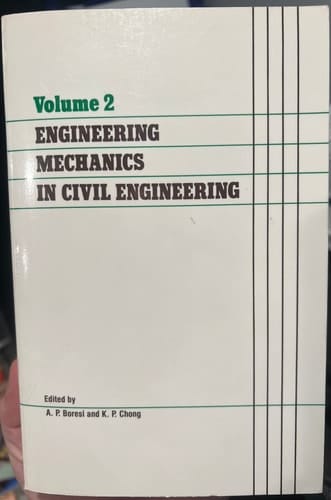 Volume 2
ENGINEERING
MECHANICS
IN CIVIL ENGINEERING
Edited by
A. P. Boresi and K. P. Chong